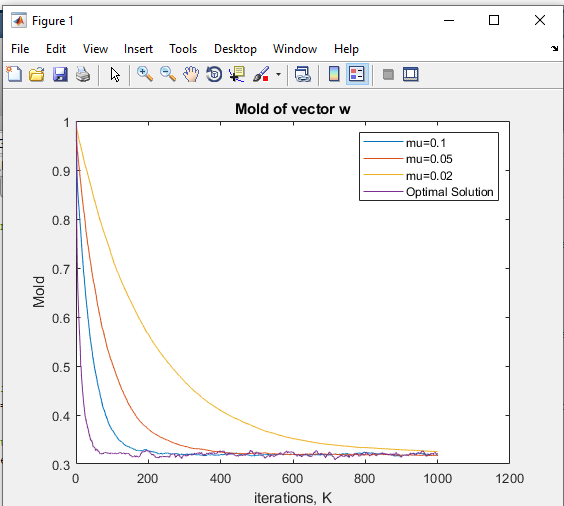 Figure 1
File Edit View Insert Tools Desktop Window Help
Mold of vector w
mu=0.1
mu=0.05
mu=0.02
Optimal Solution
1
0.9
0.8
0.7
0.6
0.5
0.4
0.3
Mold
0 200 400 600 800 1000 1200
iterations, K